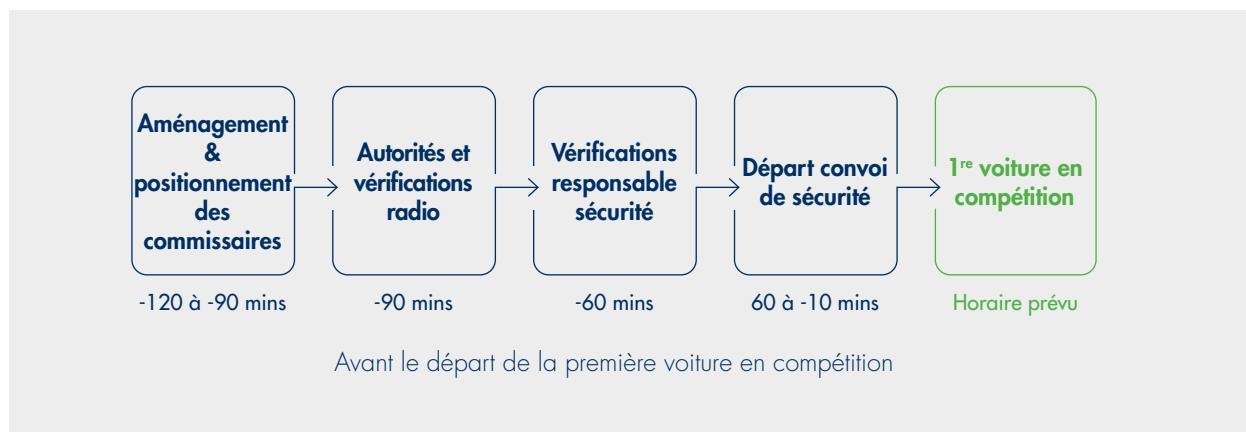 Aménagement
&
positionnement
des
commissaires
Autorités et
vérifications
radio
Vérifications
responsable
sécurité
Départ convoi
de sécurité
1re voiture en
compétition
-120 à -90 mins
-90 mins
-60 mins
60 à -10 mins
Horaire prévu
Avant le départ de la première voiture en compétition